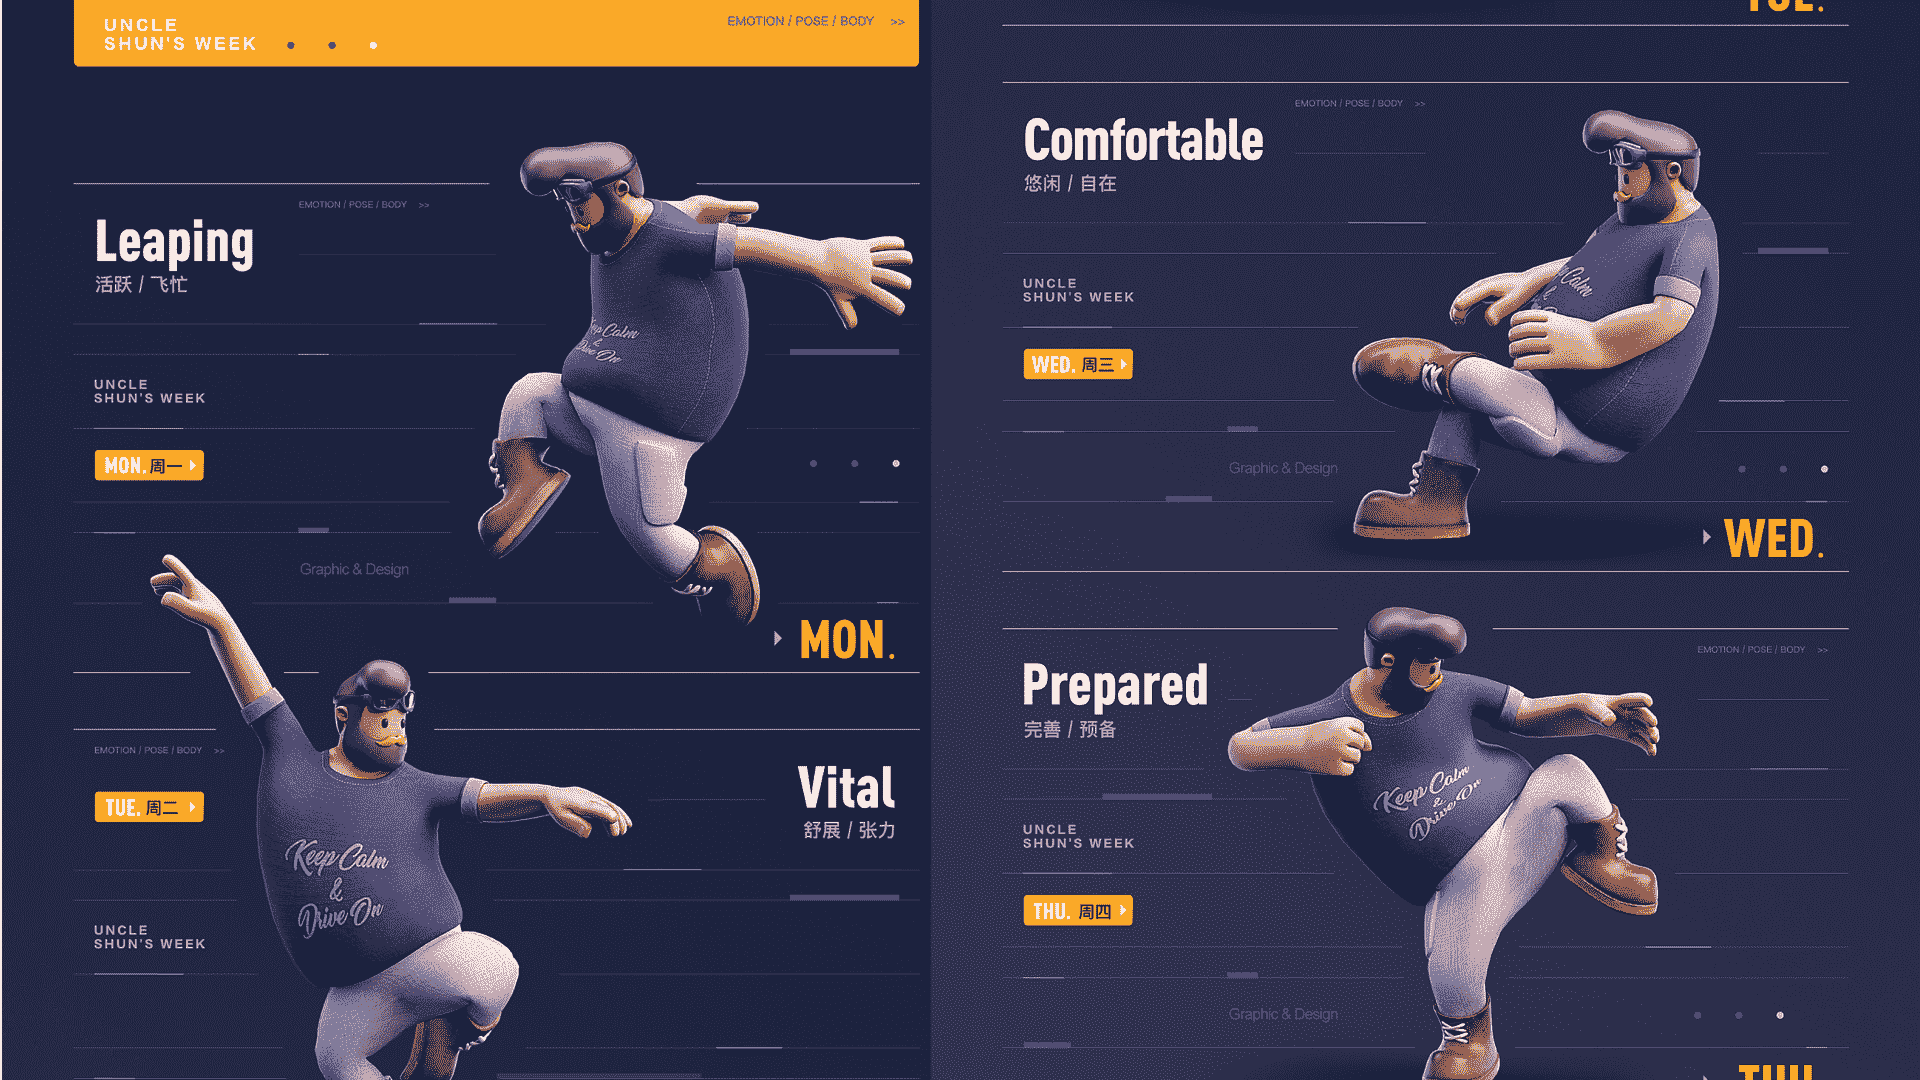 UNCLE
SHUN'S WEEK
EMOTION / POSE / BODY >>
EMOTION / POSE / BODY >>
Leaping
活跃 / 飞忙
Keep Calm
&
Drive On
UNCLE
SHUN'S WEEK
MON. 周一
Graphic & Design
MON.
EMOTION / POSE / BODY >>
TUE. 周二
Vital
舒展 / 张力
Keep Calm
&
Drive On
UNCLE
SHUN'S WEEK
TUE.
EMOTION / POSE / BODY >>
Comfortable
悠闲 / 自在
Calm
UNCLE
SHUN'S WEEK
WED. 周三
Graphic & Design
WED.
EMOTION / POSE / BODY >>
Prepared
完善 / 预备
Keep Calm
&
Drive On
UNCLE
SHUN'S WEEK
THU. 周四
Graphic & Design
THU